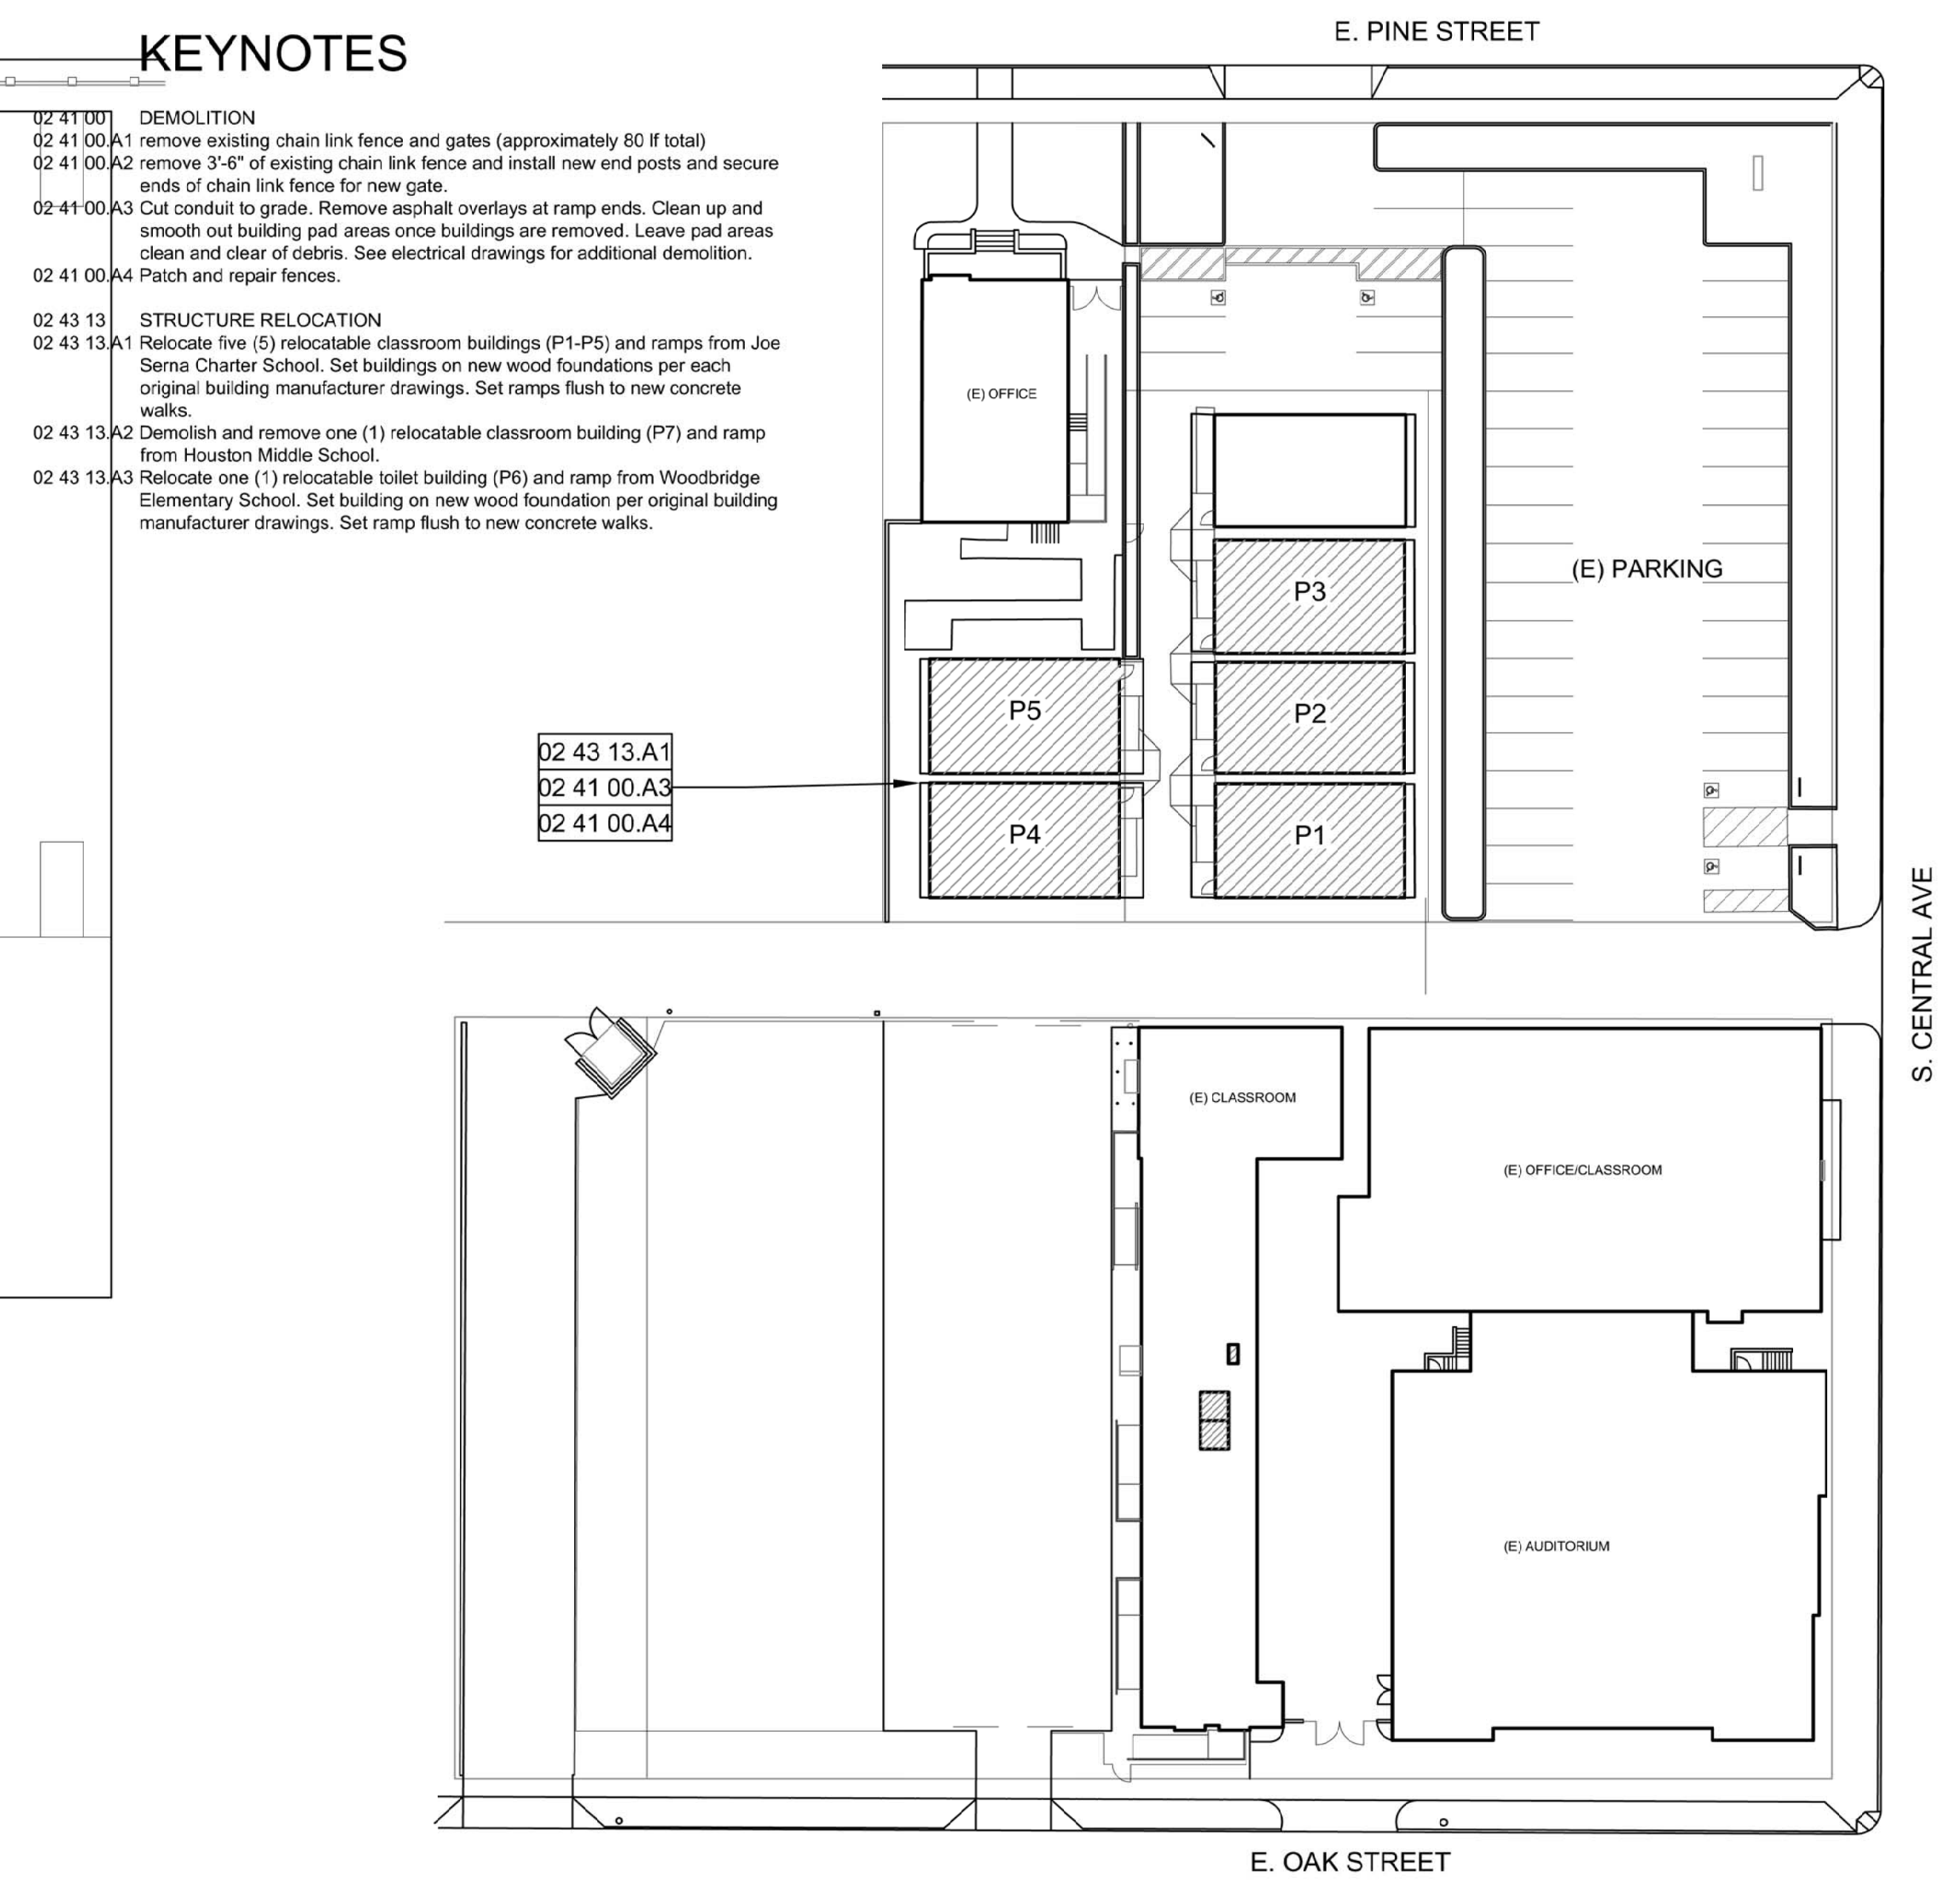 KEYNOTES
02 41 00 DEMOLITION
02 41 00.A1 remove existing chain link fence and gates (approximately 80 lf total)
02 41 00.A2 remove 3'-6" of existing chain link fence and install new end posts and secure
ends of chain link fence for new gate.
02 41 00.A3 Cut conduit to grade. Remove asphalt overlays at ramp ends. Clean up and
smooth out building pad areas once buildings are removed. Leave pad areas
clean and clear of debris. See electrical drawings for additional demolition.
02 41 00.A4 Patch and repair fences.
02 43 13 STRUCTURE RELOCATION
02 43 13.A1 Relocate five (5) relocatable classroom buildings (P1-P5) and ramps from Joe
Serna Charter School. Set buildings on new wood foundations per each
original building manufacturer drawings. Set ramps flush to new concrete
walks.
02 43 13.A2 Demolish and remove one (1) relocatable classroom building (P7) and ramp
from Houston Middle School.
02 43 13.A3 Relocate one (1) relocatable toilet building (P6) and ramp from Woodbridge
Elementary School. Set building on new wood foundation per original building
manufacturer drawings. Set ramp flush to new concrete walks.
E. PINE STREET
(E) OFFICE
(E) PARKING
P3
P5
P2
P4
P1
02 43 13.A1
02 41 00.A3
02 41 00.A4
S. CENTRAL AVE
(E) CLASSROOM
(E) OFFICE/CLASSROOM
(E) AUDITORIUM
E. OAK STREET